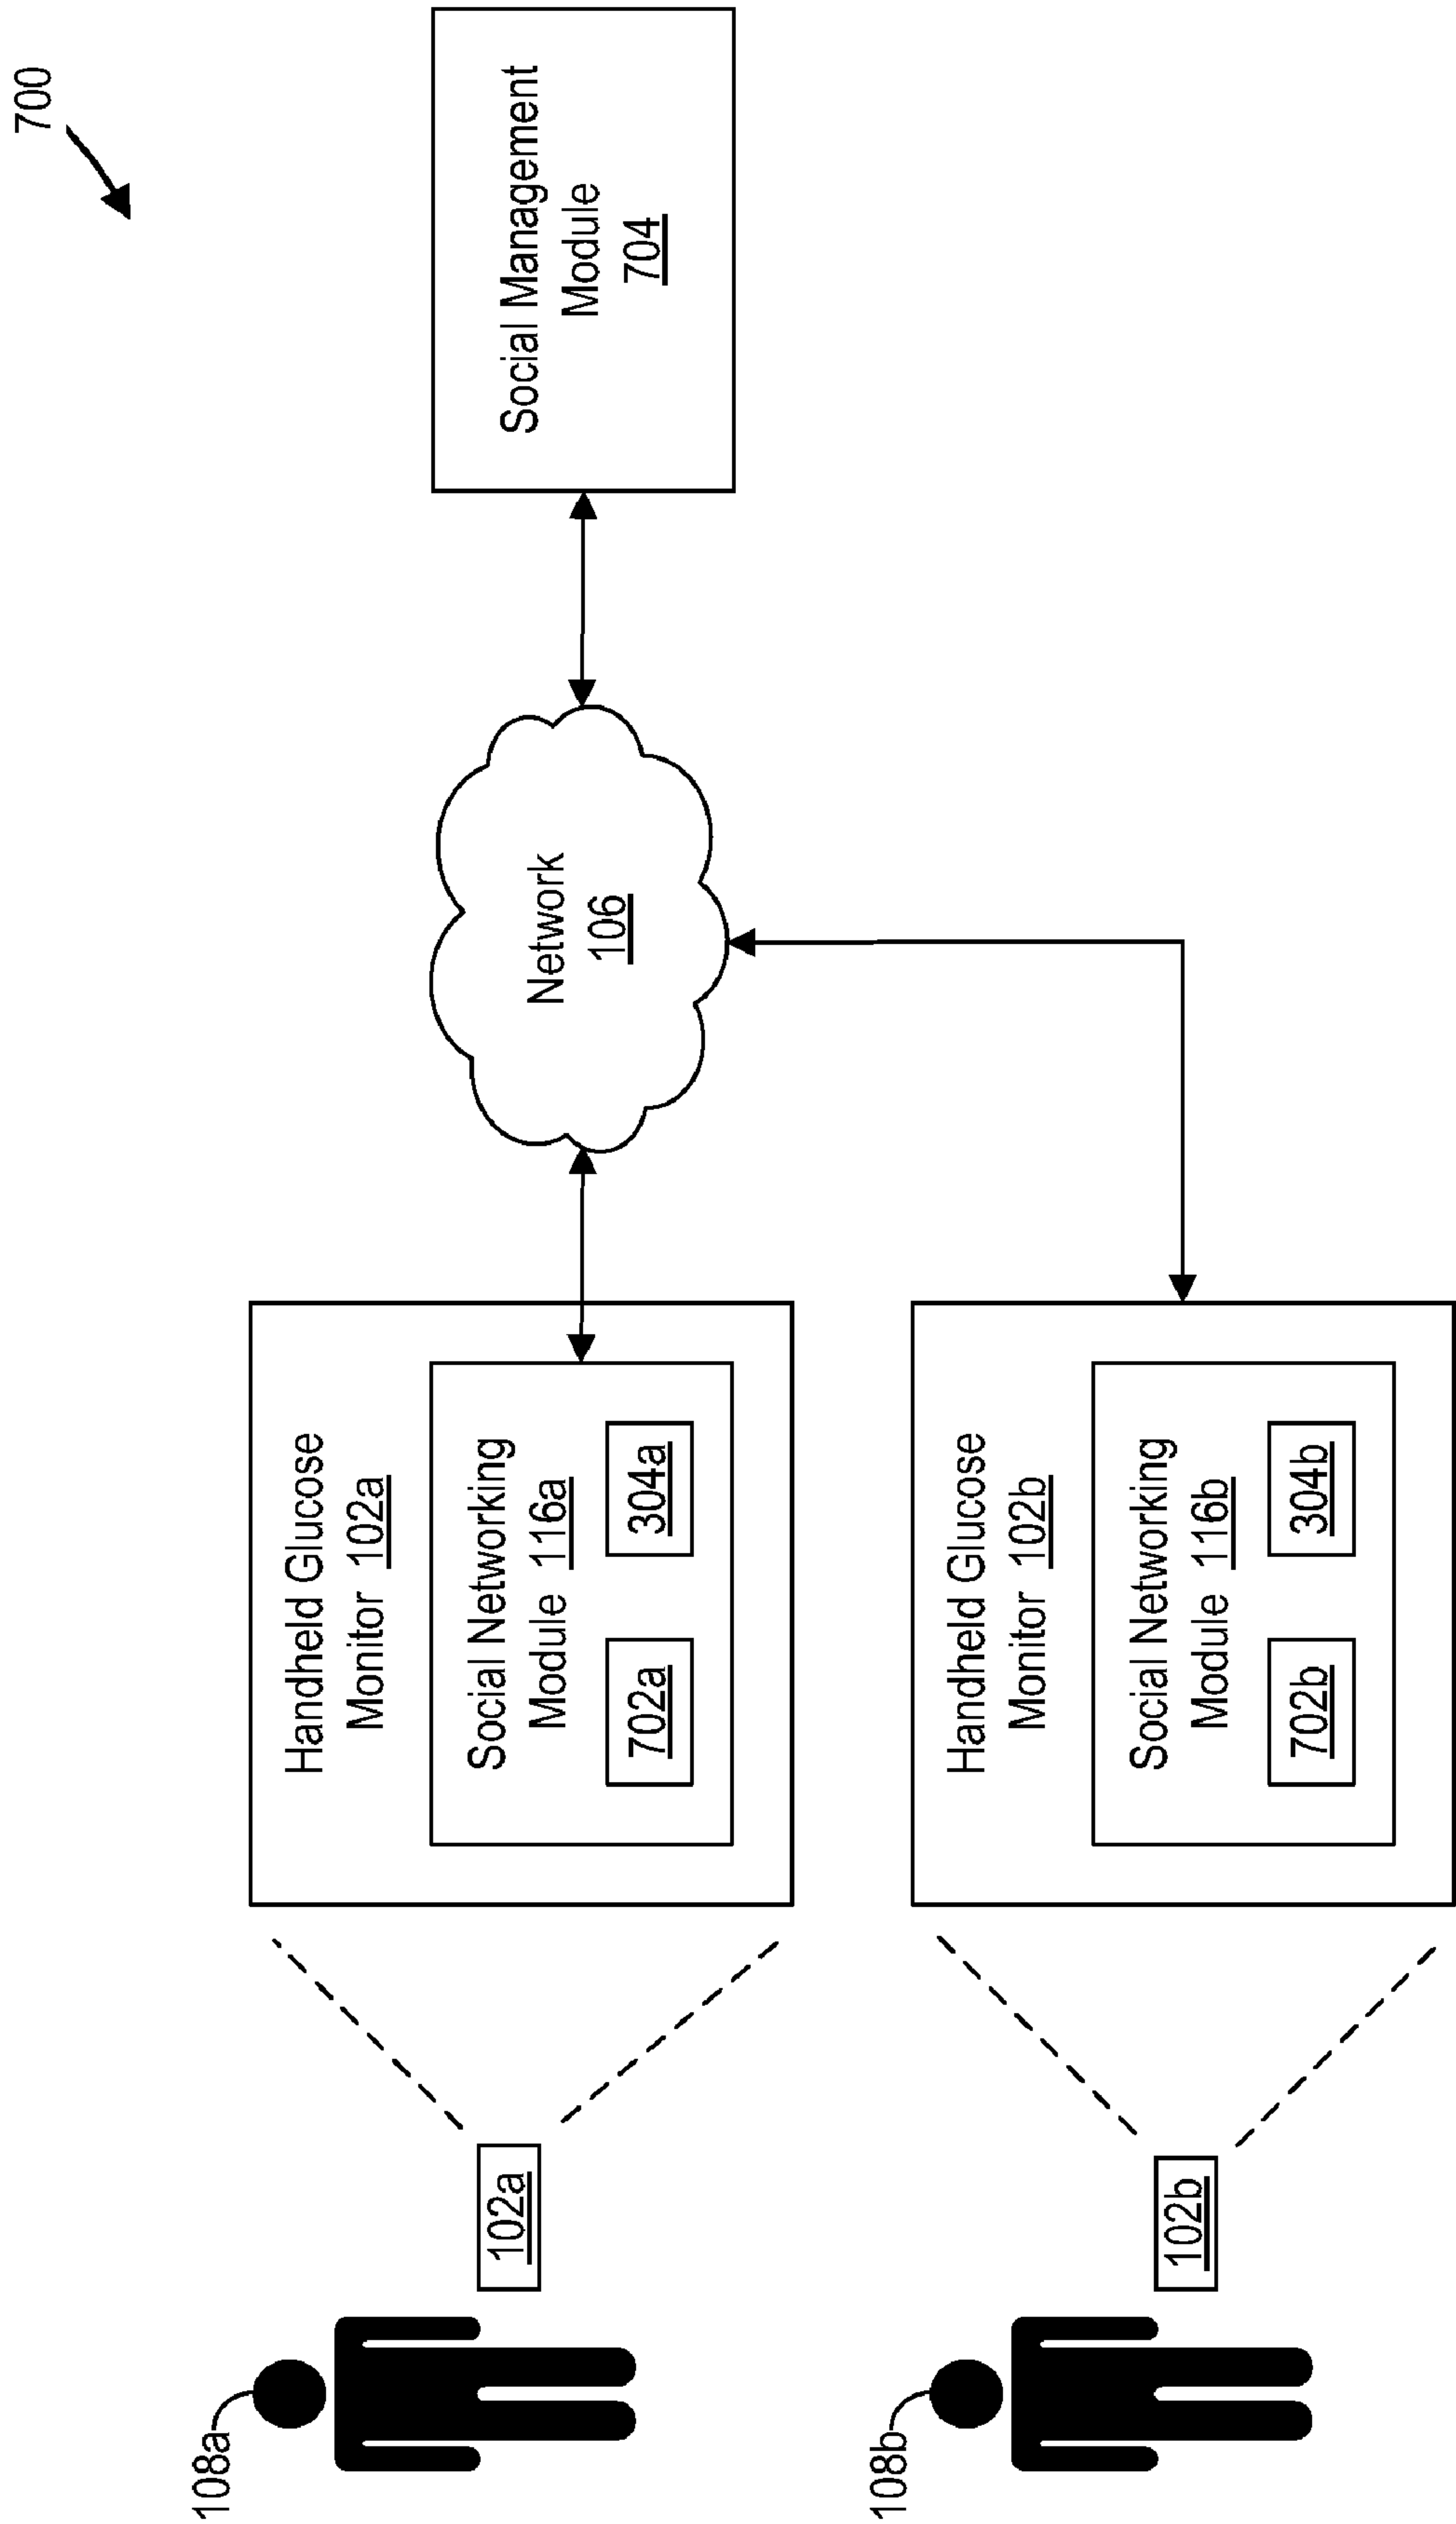 700
108a
102a
Handheld Glucose
Monitor 102a
Social Networking
Module 116a
702a
304a
Network
106
Social Management
Module
704
108b
102b
Handheld Glucose
Monitor 102b
Social Networking
Module 116b
702b
304b